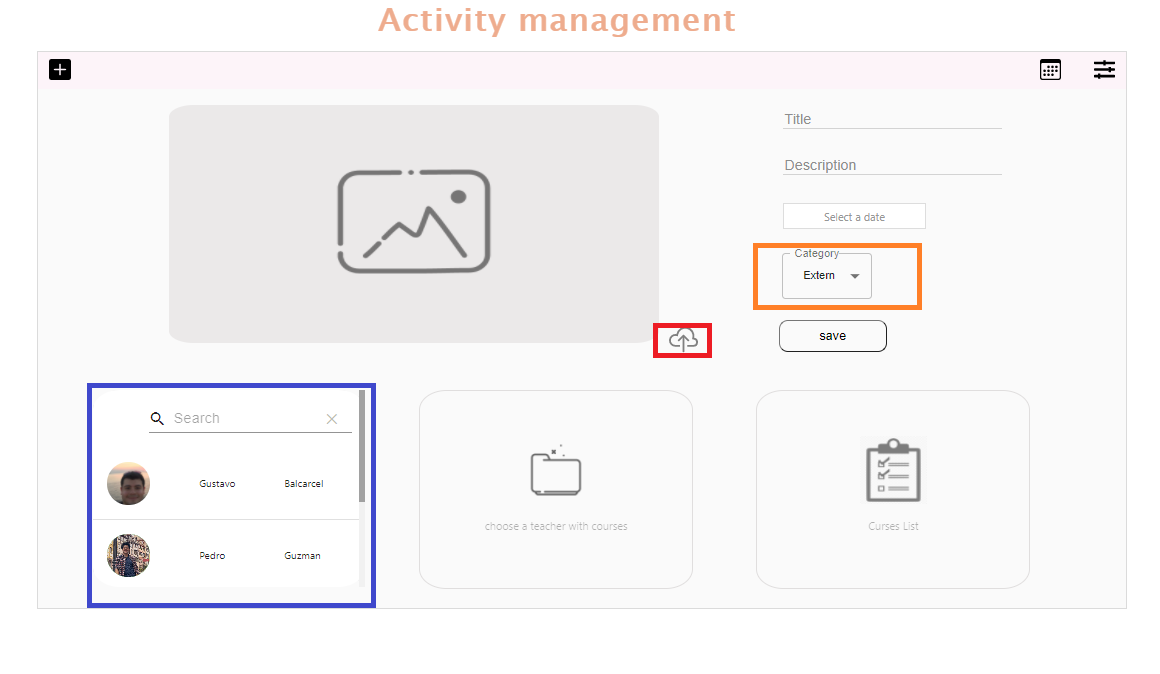 Activity management
Title
Description
Select a date
Category
Extern
save
Search
Gustavo Balcarcel
Pedro Guzman
choose a teacher with courses
Curses List